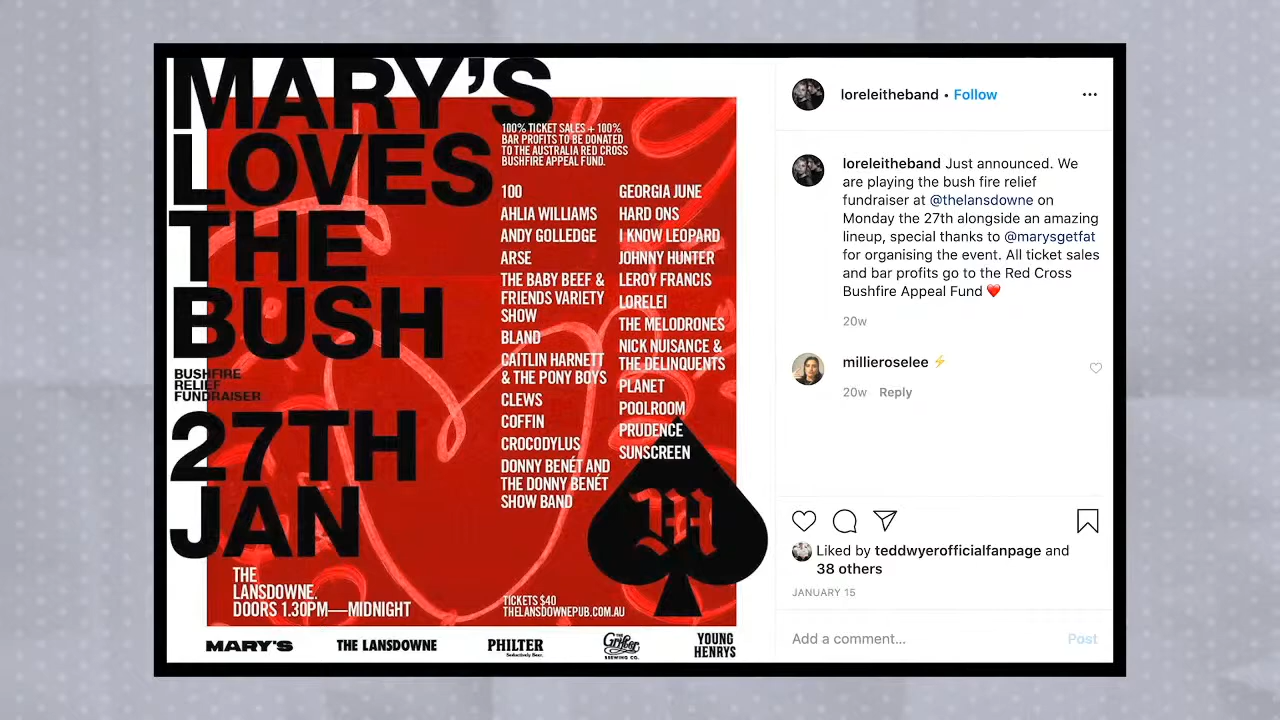 MARY'S
LOVES
THE
BUSH
BUSHFIRE
RELIEF
FUNDRAISER
27TH
JAN
100% TICKET SALES + 100%
BAR PROFITS TO BE DONATED
TO THE AUSTRALIA RED CROSS
BUSHFIRE APPEAL FUND.
100
AHLIA WILLIAMS
ANDY GOLLEDGE
ARSE
THE BABY BEEF &
FRIENDS VARIETY
SHOW
BLAND
CAITLIN HARNETT
& THE PONY BOYS
CLEWS
COFFIN
CROCODYLUS
DONNY BENÉT AND
THE DONNY BENÉT
SHOW BAND
GEORGIA JUNE
HARD ONS
I KNOW LEOPARD
JOHNNY HUNTER
LEROY FRANCIS
LORELEI
THE MELODRONES
NICK NUISANCE &
THE DELINQUENTS
PLANET
POOLROOM
PRUDENCE
SUNSCREEN
M
THE
LANSDOWNE.
DOORS 1.30PM—MIDNIGHT
TICKETS $40
THELANSDOWNEPUB.COM.AU
MARY'S
THE LANSDOWNE
PHILTER
Seductively Beer.
THE
Grifter
BREWING CO.
YOUNG
HENRYS
loreleitheband • Follow
loreleitheband Just announced. We
are playing the bush fire relief
fundraiser at @thelansdowne on
Monday the 27th alongside an amazing
lineup, special thanks to @marysgetfat
for organising the event. All ticket sales
and bar profits go to the Red Cross
Bushfire Appeal Fund ❤️
20w
millieroselee ⚡
20w Reply
Liked by teddwyerofficialfanpage and
38 others
JANUARY 15
Add a comment... Post